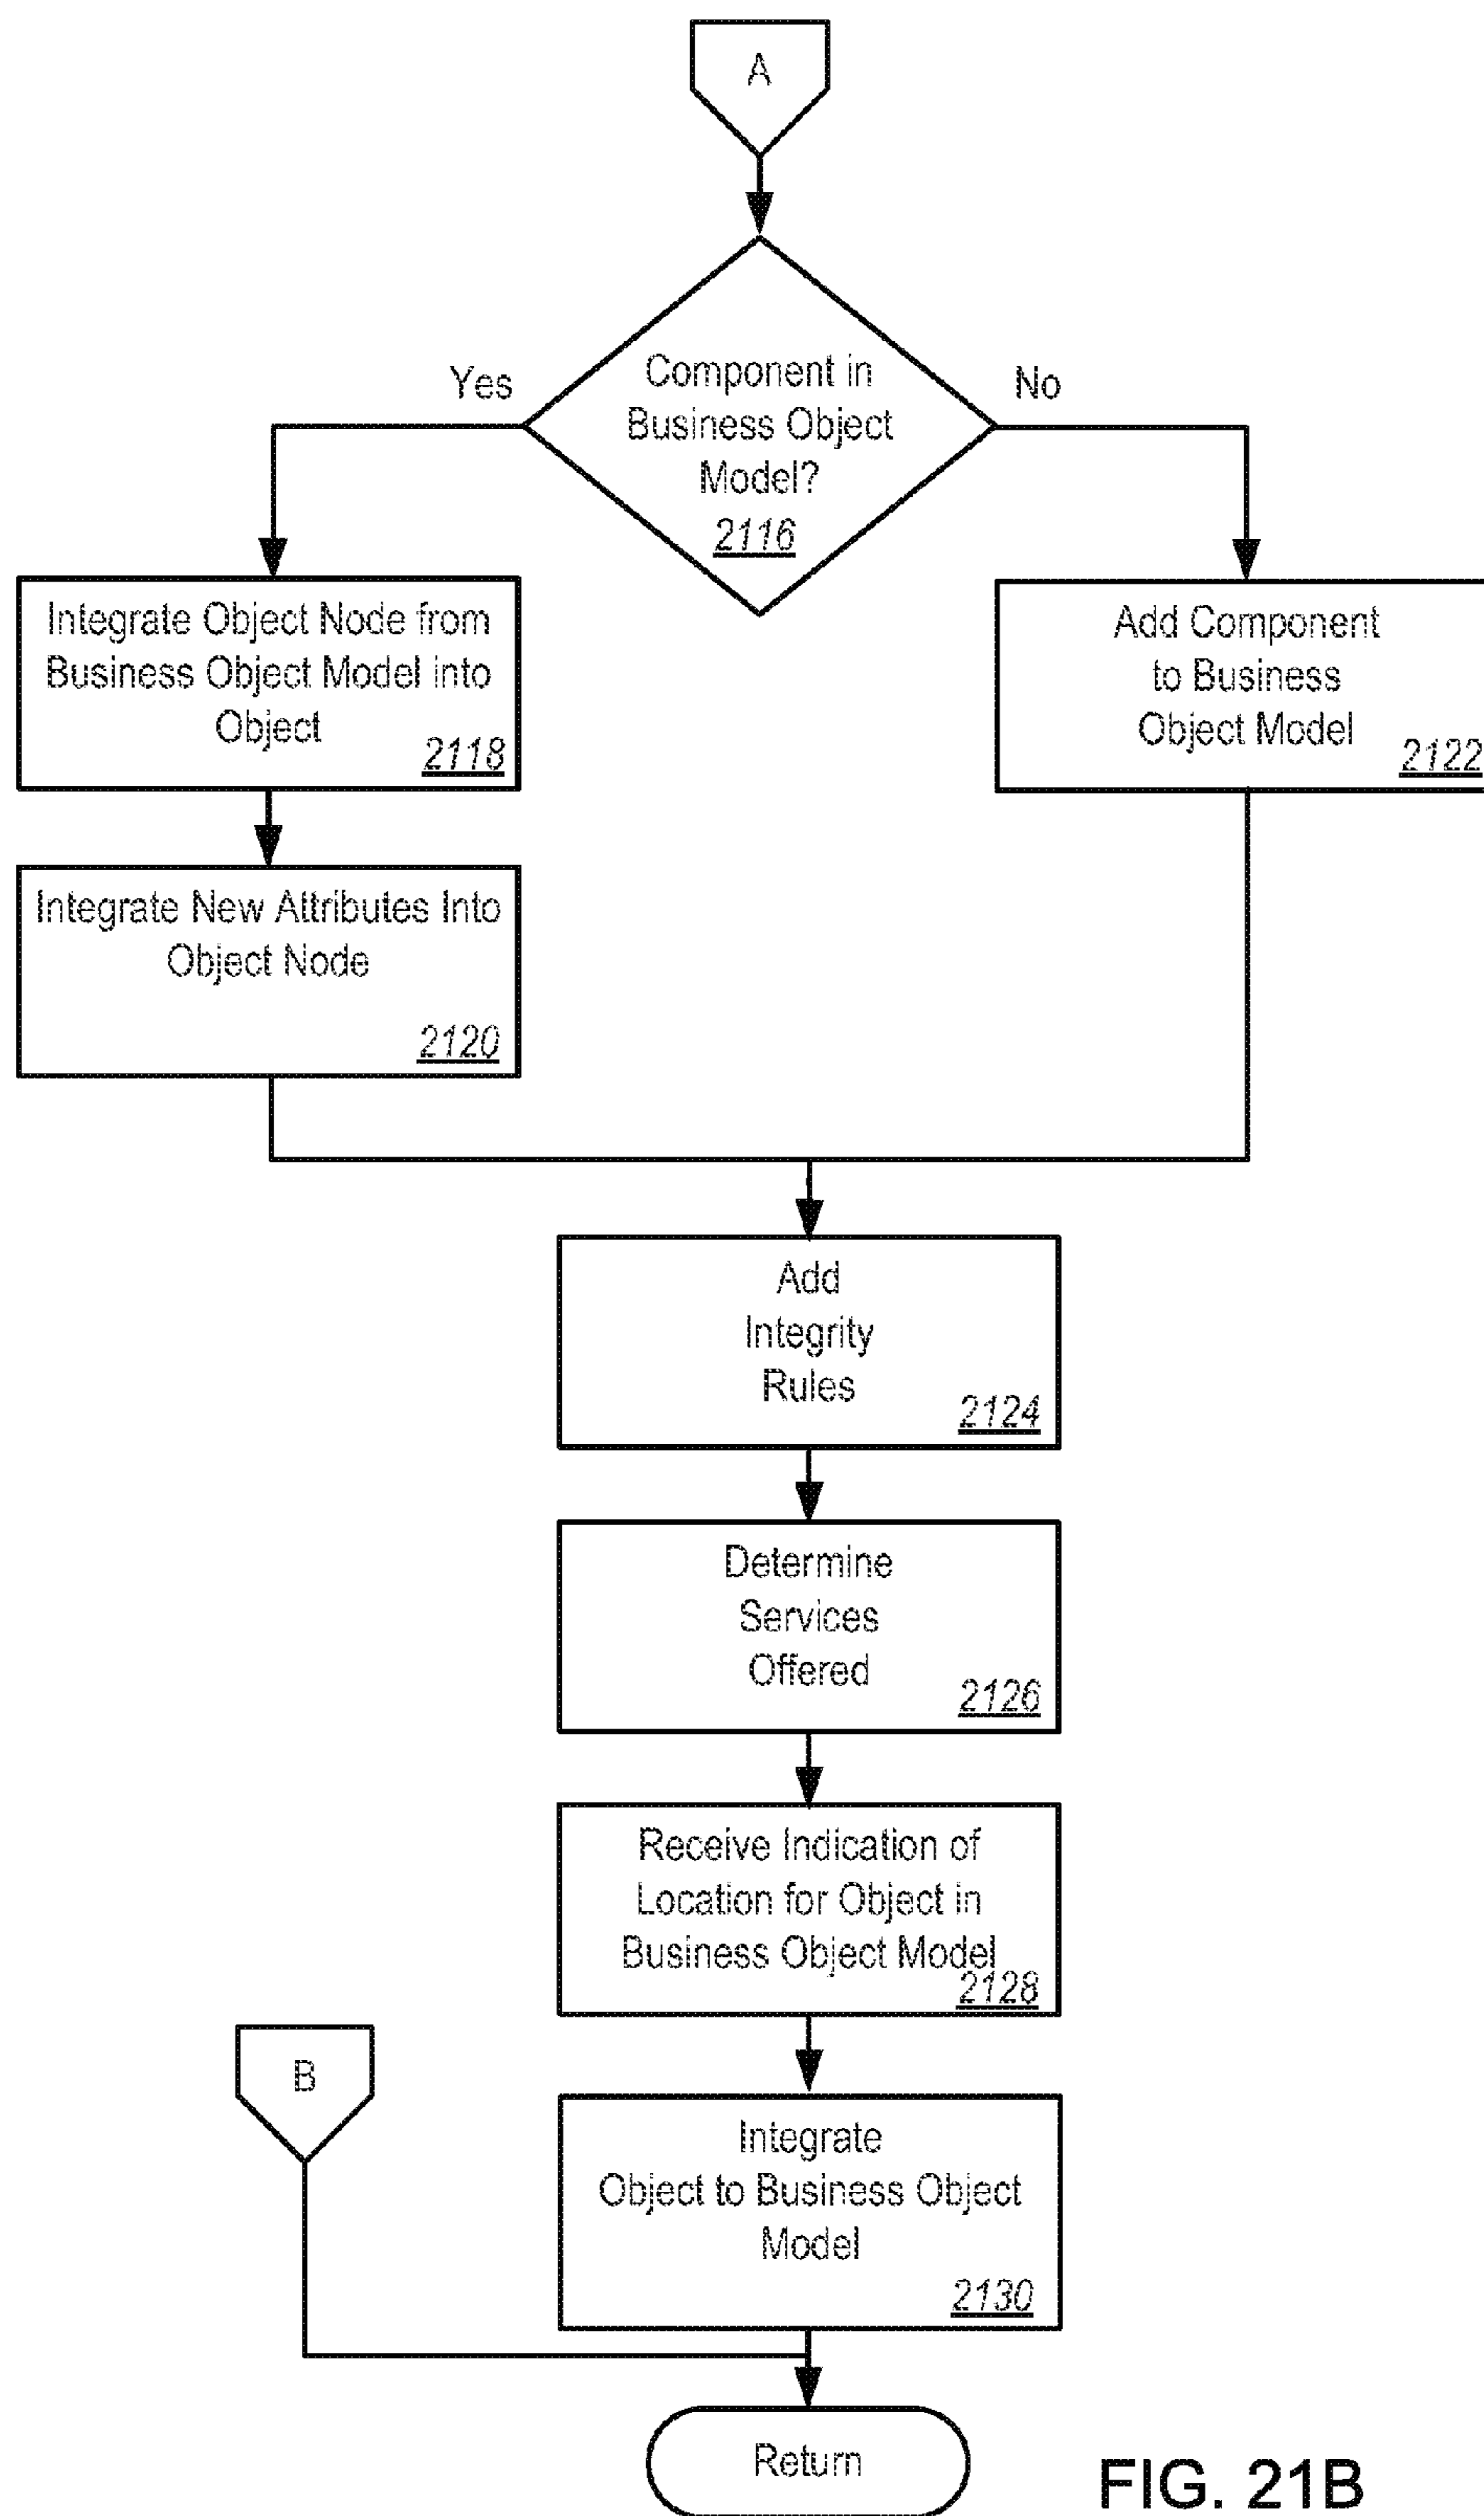 A
Yes
Component in
Business Object
Model?
2116
No
Integrate Object Node from
Business Object Model into
Object
2118
Add Component
to Business
Object Model
2122
Integrate New Attributes Into
Object Node
2120
Add
Integrity
Rules
2124
Determine
Services
Offered
2126
Receive Indication of
Location for Object in
Business Object Model
2128
B
Integrate
Object to Business Object
Model
2130
Return
FIG. 21B